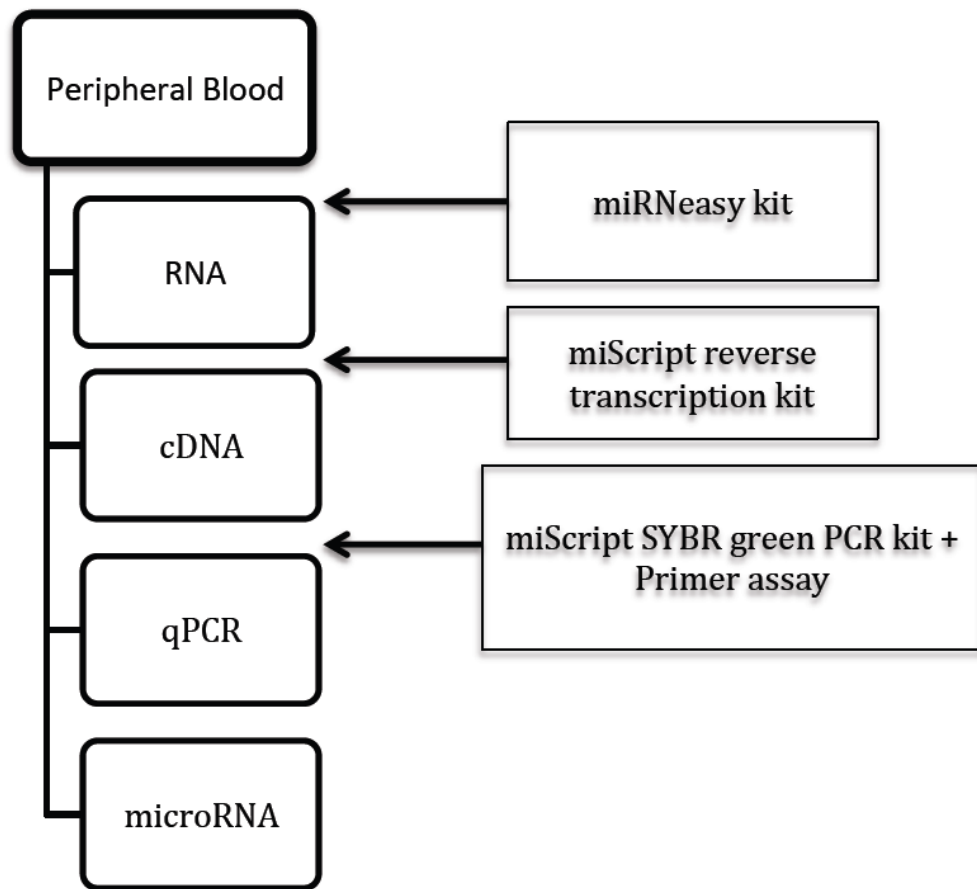 Peripheral Blood
miRNeasy kit
RNA
miScript reverse
transcription kit
cDNA
miScript SYBR green PCR kit +
Primer assay
qPCR
microRNA